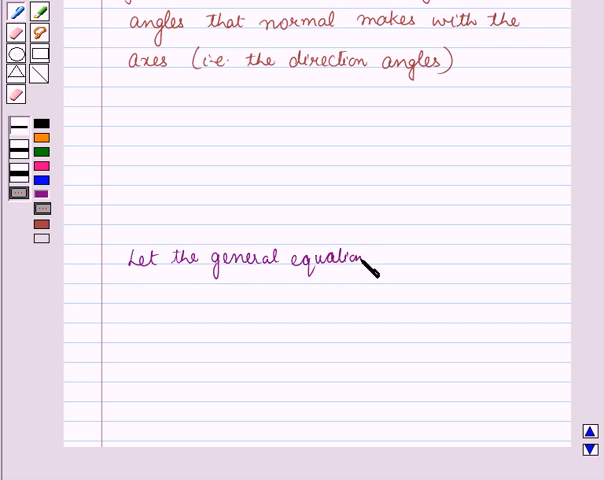 angles that normal makes with the
axes (i.e. the direction angles)
Let the general equation